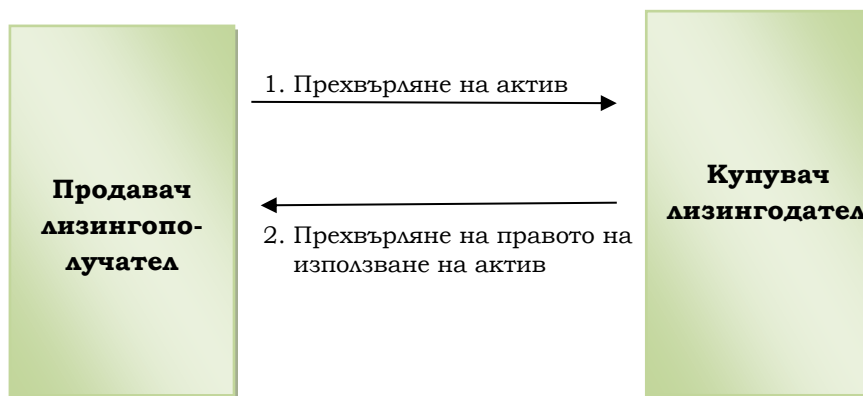 1. Прехвърляне на актив
Продавач
лизингопо-
лучател
Купувач
лизингодател
2. Прехвърляне на правото на
използване на актив